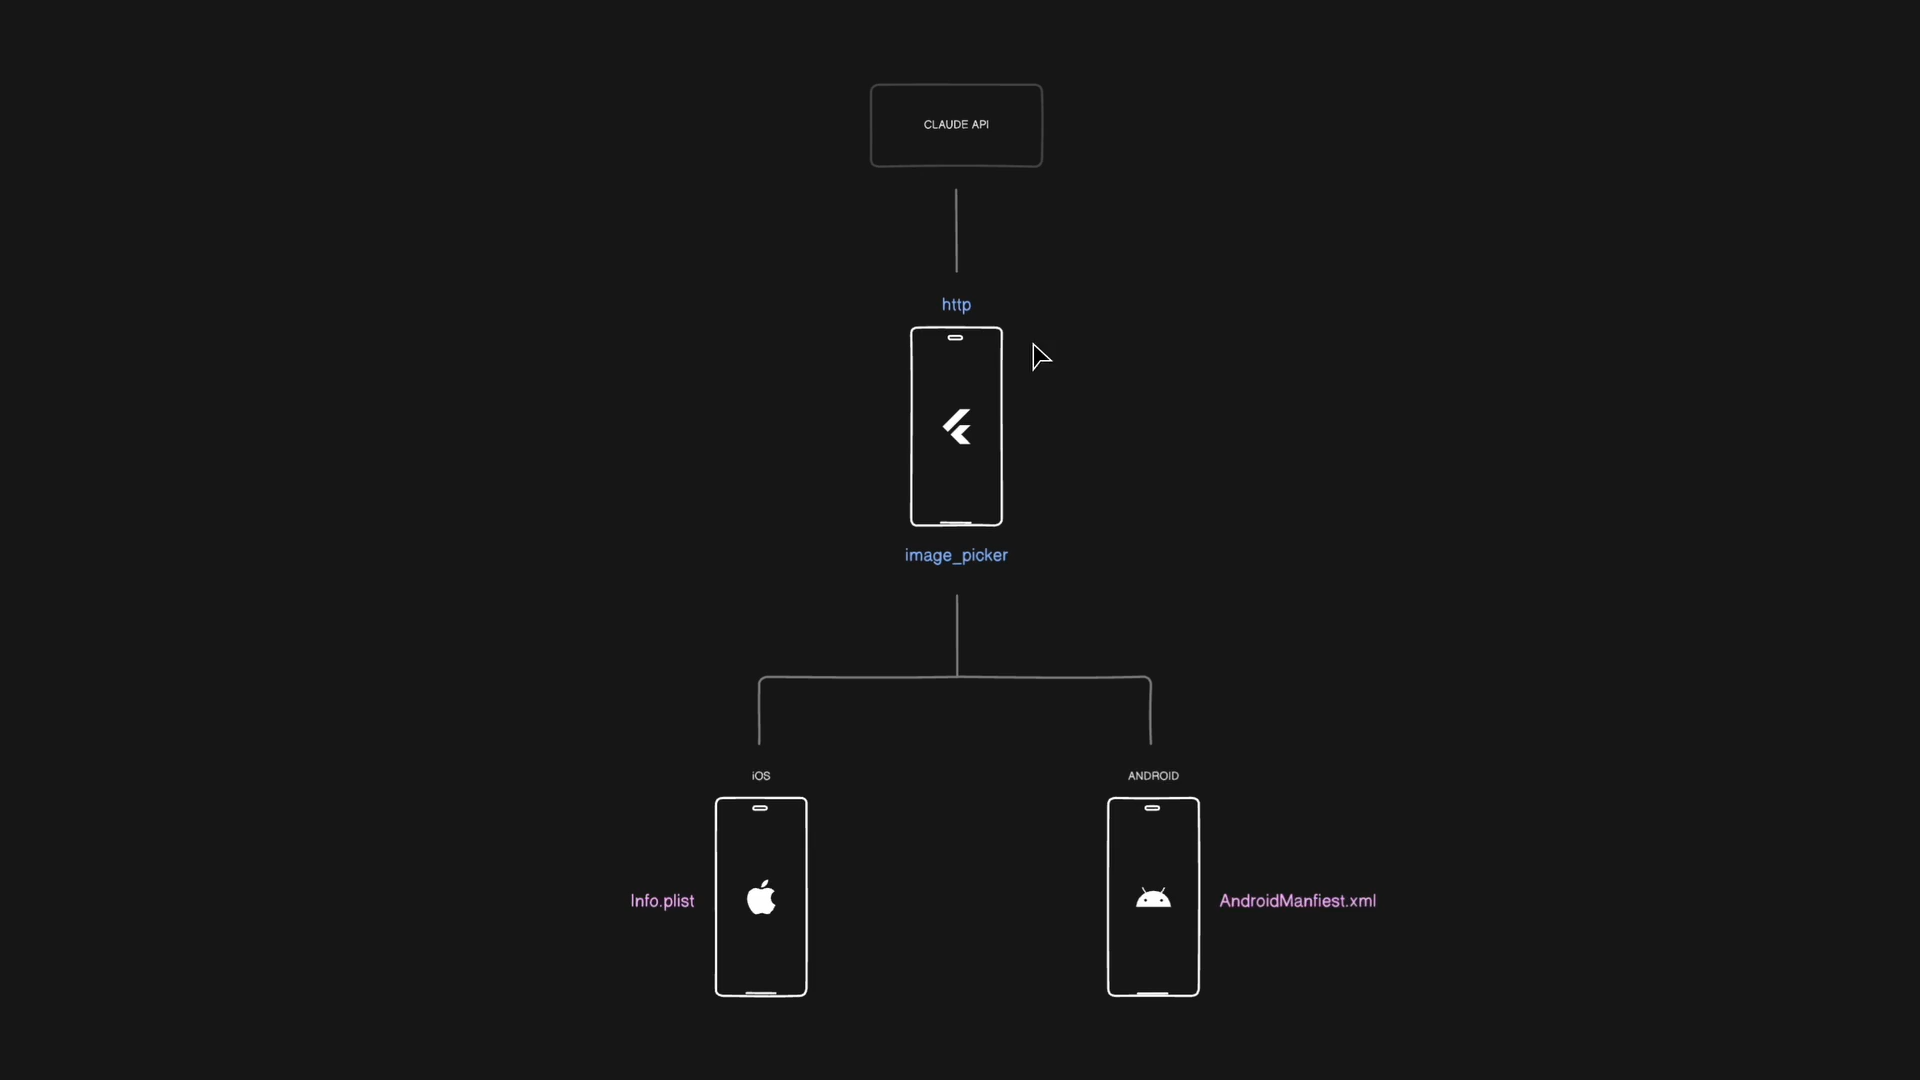 CLAUDE API
http
image_picker
iOS
ANDROID
Info.plist
AndroidManfiest.xml